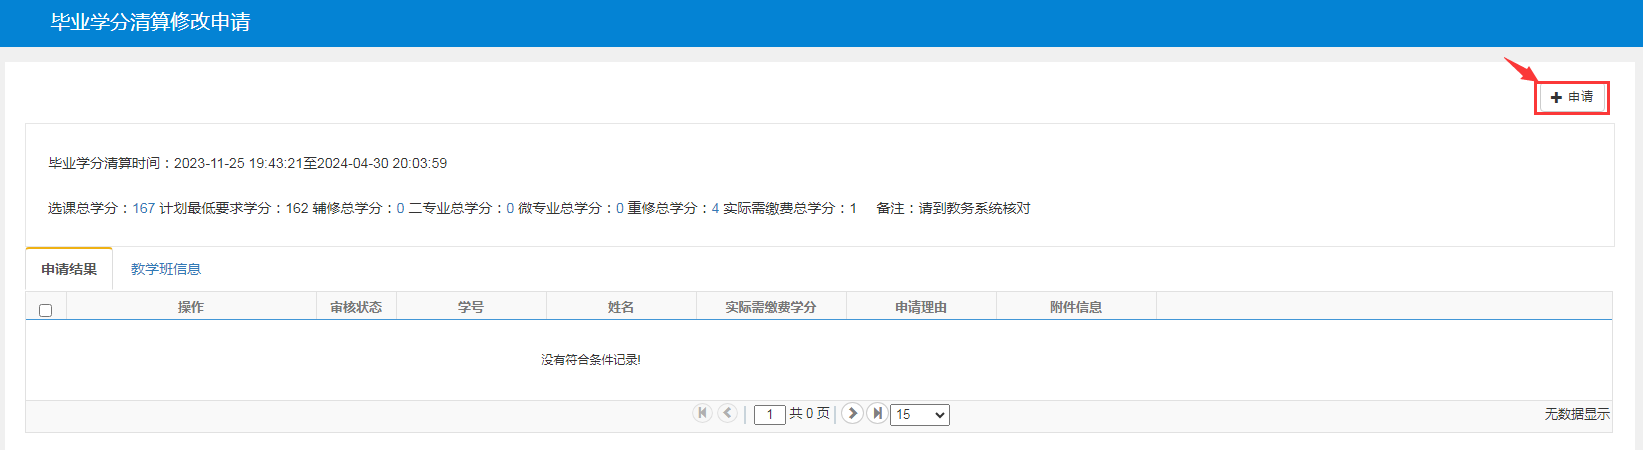 毕业学分清算修改申请
申请
毕业学分清算时间：2023-11-25 19:43:21至2024-04-30 20:03:59
选课总学分：167 计划最低要求学分：162 辅修总学分：0 二专业总学分：0 微专业总学分：0 重修总学分：4 实际需缴费总学分：1 备注：请到教务系统核对
申请结果 教学班信息
操作 审核状态 学号 姓名 实际需缴费学分 申请理由 附件信息
没有符合条件记录!
1 共 0 页 15 无数据显示